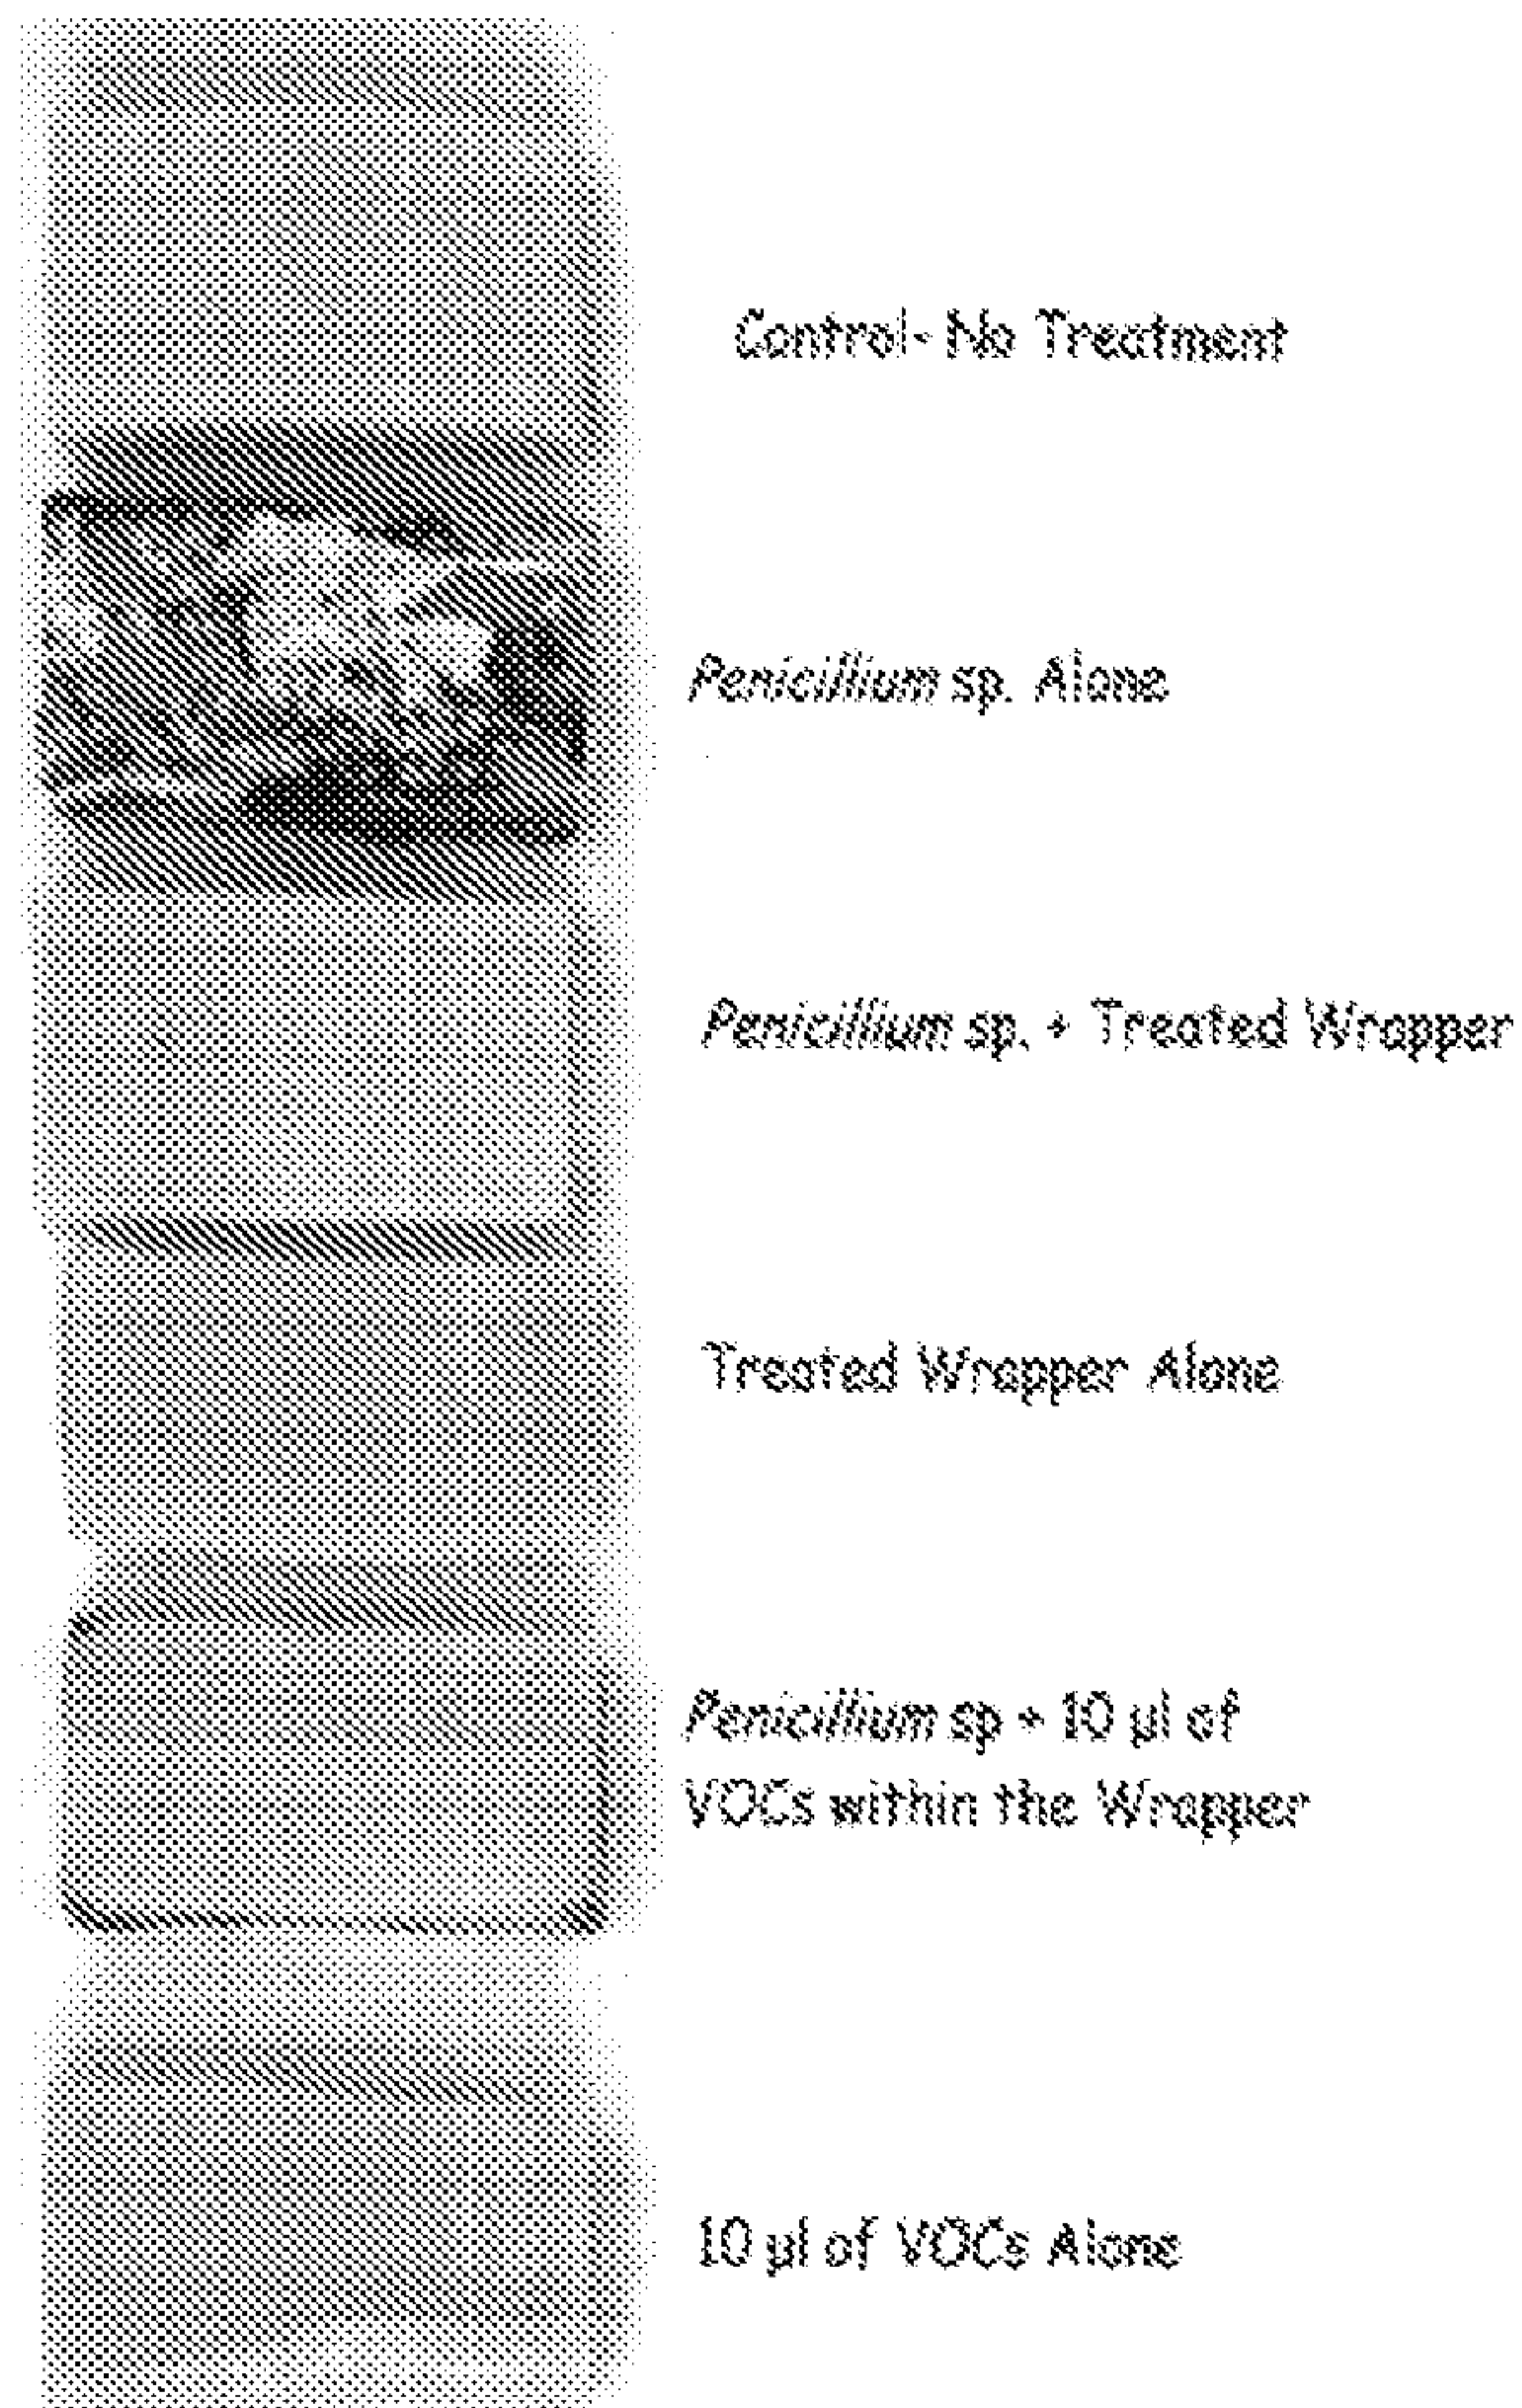 Control- No Treatment
Penicillium sp. Alone
Penicillium sp. + Treated Wrapper
Treated Wrapper Alone
Penicillium sp + 10 µl of
VOCs within the Wrapper
10 µl of VOCs Alone